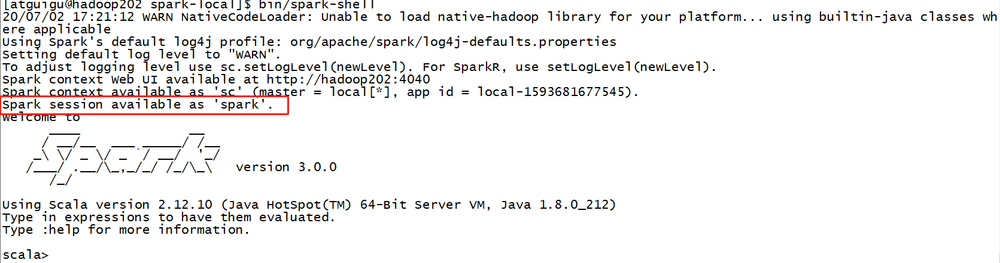 [atguigu@hadoop202 spark-local]$ bin/spark-shell
20/07/02 17:21:12 WARN NativeCodeLoader: Unable to load native-hadoop library for your platform... using builtin-java classes wh
ere applicable
Using Spark's default log4j profile: org/apache/spark/log4j-defaults.properties
Setting default log level to "WARN".
To adjust logging level use sc.setLogLevel(newLevel). For SparkR, use setLogLevel(newLevel).
Spark context Web UI available at http://hadoop202:4040
Spark context available as 'sc' (master = local[*], app id = local-1593681677545).
Spark session available as 'spark'.
Welcome to
      ____              __
     / __/__  ___ _____/ /__
    _\ \/ _ \/ _ `/ __/  '_/
   /___/ .__/\_,_/_/ /_/\_\   version 3.0.0
      /_/
Using Scala version 2.12.10 (Java HotSpot(TM) 64-Bit Server VM, Java 1.8.0_212)
Type in expressions to have them evaluated.
Type :help for more information.
scala>